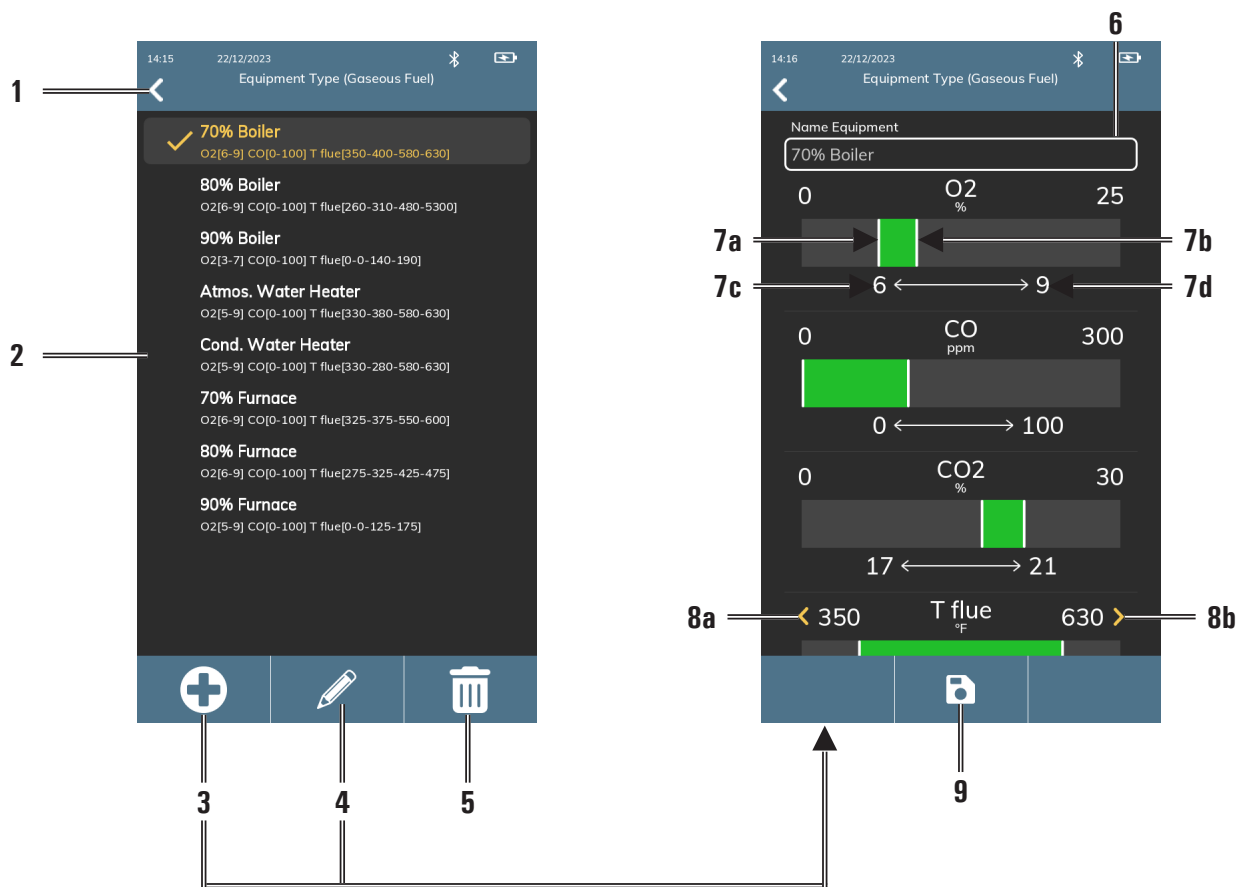 6
14:15 22/12/2023
Equipment Type (Gaseous Fuel)
1
70% Boiler
O2[6-9] CO[0-100] T flue[350-400-580-630]
80% Boiler
O2[6-9] CO[0-100] T flue[260-310-480-5300]
90% Boiler
O2[3-7] CO[0-100] T flue[0-0-140-190]
Atmos. Water Heater
O2[5-9] CO[0-100] T flue[330-380-580-630]
2
Cond. Water Heater
O2[5-9] CO[0-100] T flue[330-280-580-630]
70% Furnace
O2[6-9] CO[0-100] T flue[325-375-550-600]
80% Furnace
O2[6-9] CO[0-100] T flue[275-325-425-475]
90% Furnace
O2[5-9] CO[0-100] T flue[0-0-125-175]
3 4 5
14:16 22/12/2023
Equipment Type (Gaseous Fuel)
Name Equipment
70% Boiler
0 O2 25
%
7a 7b
7c 6 9 7d
0 CO 300
ppm
0 100
0 CO2 30
%
17 21
8a 350 T flue 630 8b
°F
9